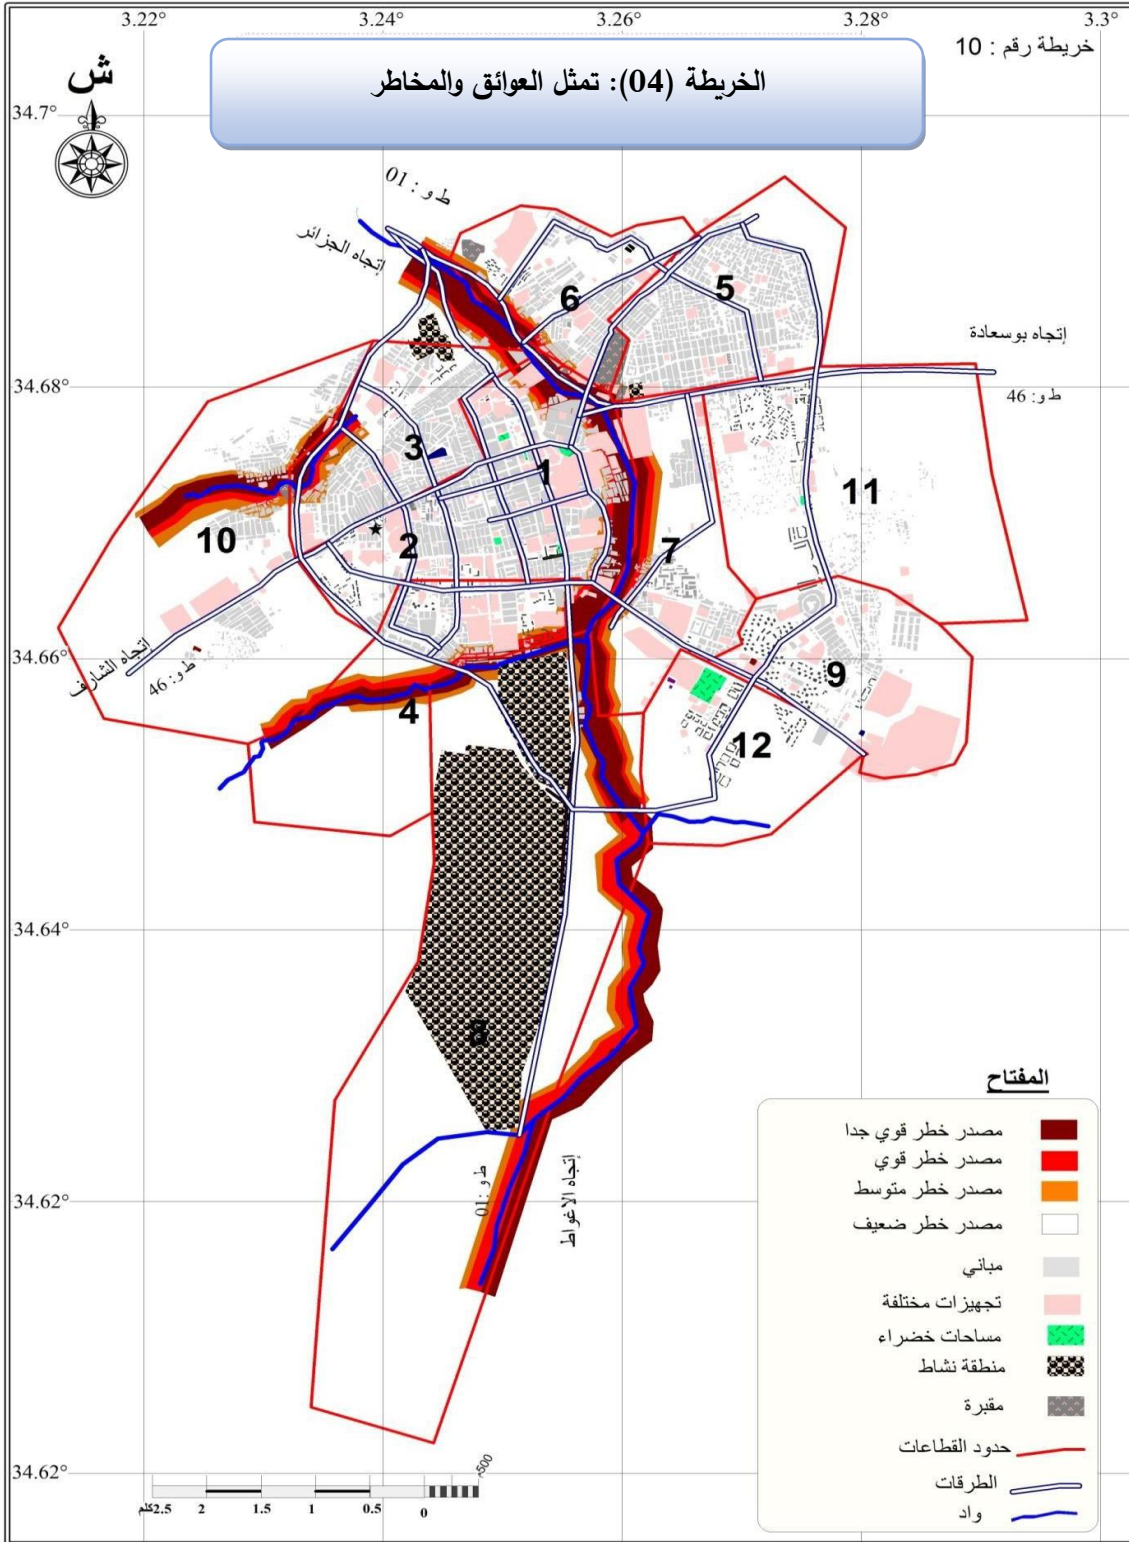 3.22° 3.24° 3.26° 3.28° 3.3°
خريطة رقم : 10
الخريطة (04): تمثل العوائق والمخاطر
ش
34.7°
34.68°
34.66°
34.64°
34.62°
34.62°
ط و : 01
إتجاه الجزائر
إتجاه بوسعادة
ط و: 46
إتجاه الشارف
ط و: 46
ط و :01
إتجاه الاغواط
5
6
3
1
11
10
2
7
9
4
12
8
المفتاح
مصدر خطر قوي جدا
مصدر خطر قوي
مصدر خطر متوسط
مصدر خطر ضعيف
مباني
تجهيزات مختلفة
مساحات خضراء
منطقة نشاط
مقبرة
حدود القطاعات
الطرقات
واد
500م
2.5كلم 2 1.5 1 0.5 0